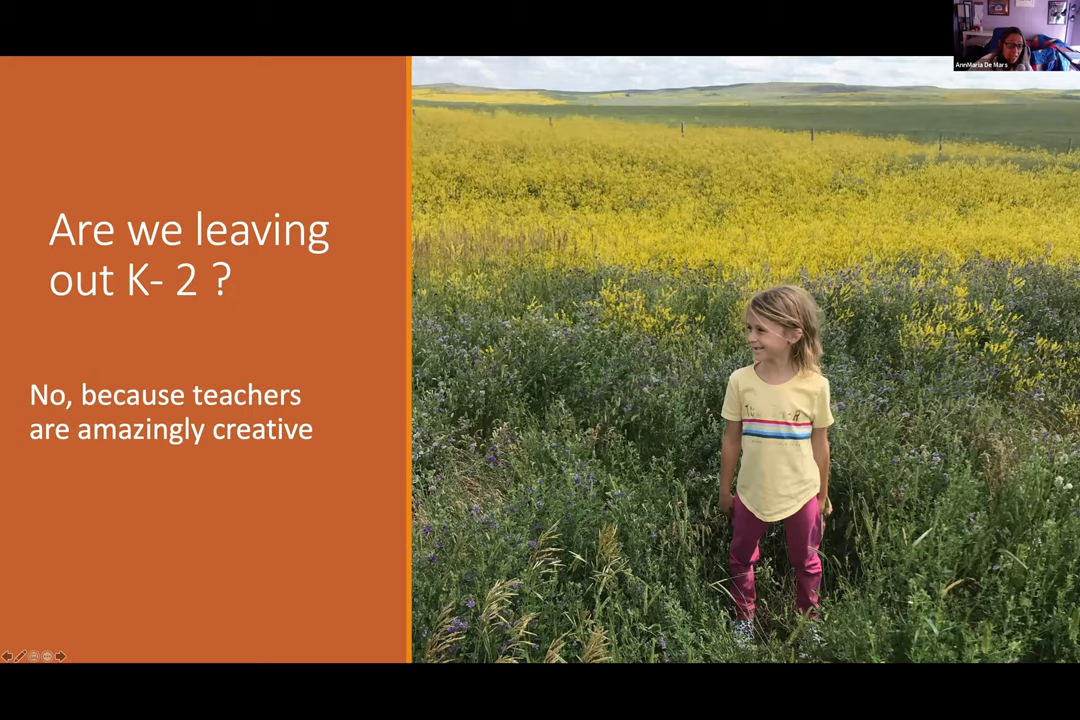 AnnMaria De Mars
Are we leaving
out K- 2 ?
No, because teachers
are amazingly creative